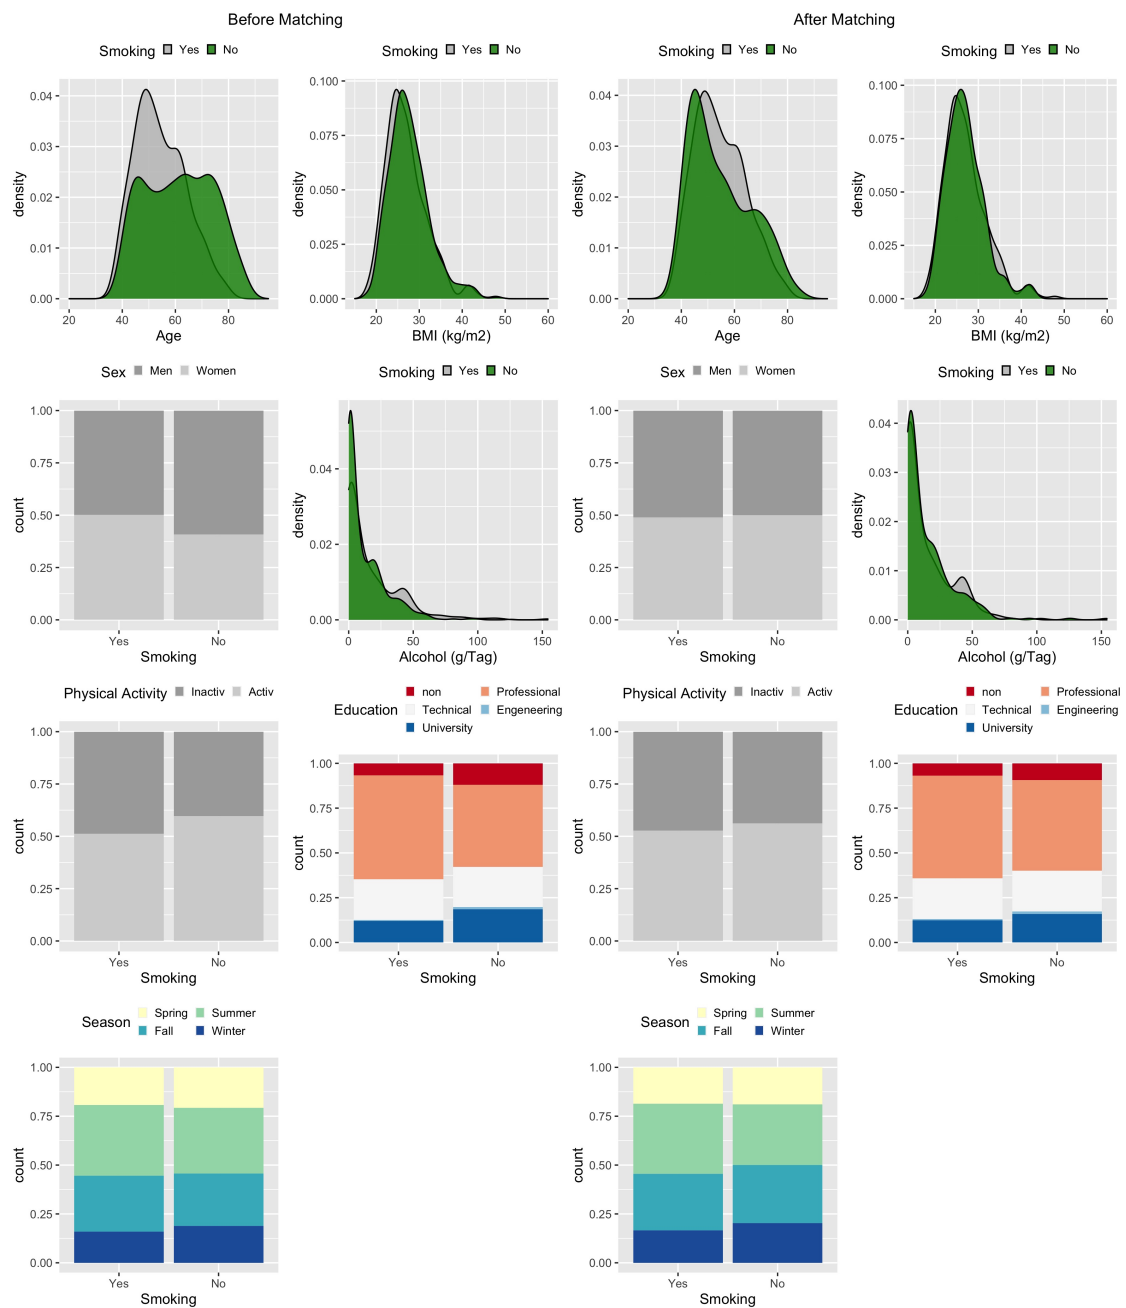 Before Matching
After Matching
Smoking Yes No
Smoking Yes No
Smoking Yes No
Smoking Yes No
density
0.04
0.03
0.02
0.01
0.00
20 40 60 80
Age
density
0.100
0.075
0.050
0.025
0.000
20 30 40 50 60
BMI (kg/m2)
density
0.04
0.03
0.02
0.01
0.00
20 40 60 80
Age
density
0.100
0.075
0.050
0.025
0.000
20 30 40 50 60
BMI (kg/m2)
Sex Men Women
count
1.00
0.75
0.50
0.25
0.00
Yes No
Smoking
Smoking Yes No
density
0.04
0.02
0.00
0 50 100 150
Alcohol (g/Tag)
Sex Men Women
count
1.00
0.75
0.50
0.25
0.00
Yes No
Smoking
Smoking Yes No
density
0.04
0.03
0.02
0.01
0.00
0 50 100 150
Alcohol (g/Tag)
Physical Activity Inactiv Activ
count
1.00
0.75
0.50
0.25
0.00
Yes No
Smoking
Education
non Professional
Technical Engeneering
University
count
1.00
0.75
0.50
0.25
0.00
Yes No
Smoking
Physical Activity Inactiv Activ
count
1.00
0.75
0.50
0.25
0.00
Yes No
Smoking
Education
non Professional
Technical Engineering
University
count
1.00
0.75
0.50
0.25
0.00
Yes No
Smoking
Season
Spring Summer
Fall Winter
count
1.00
0.75
0.50
0.25
0.00
Yes No
Smoking
Season
Spring Summer
Fall Winter
count
1.00
0.75
0.50
0.25
0.00
Yes No
Smoking